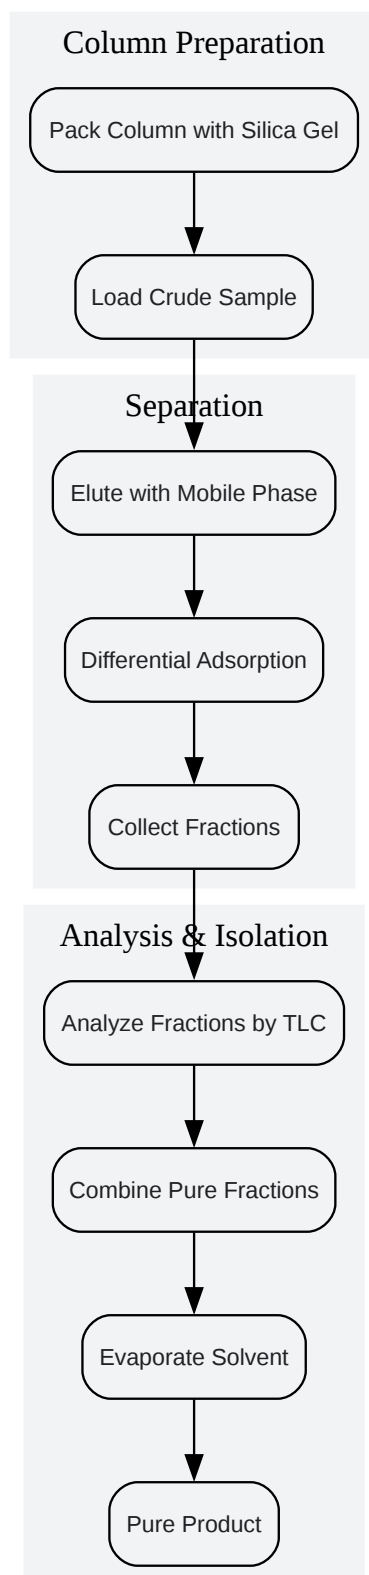 Column Preparation
Pack Column with Silica Gel
Load Crude Sample
Separation
Elute with Mobile Phase
Differential Adsorption
Collect Fractions
Analysis & Isolation
Analyze Fractions by TLC
Combine Pure Fractions
Evaporate Solvent
Pure Product